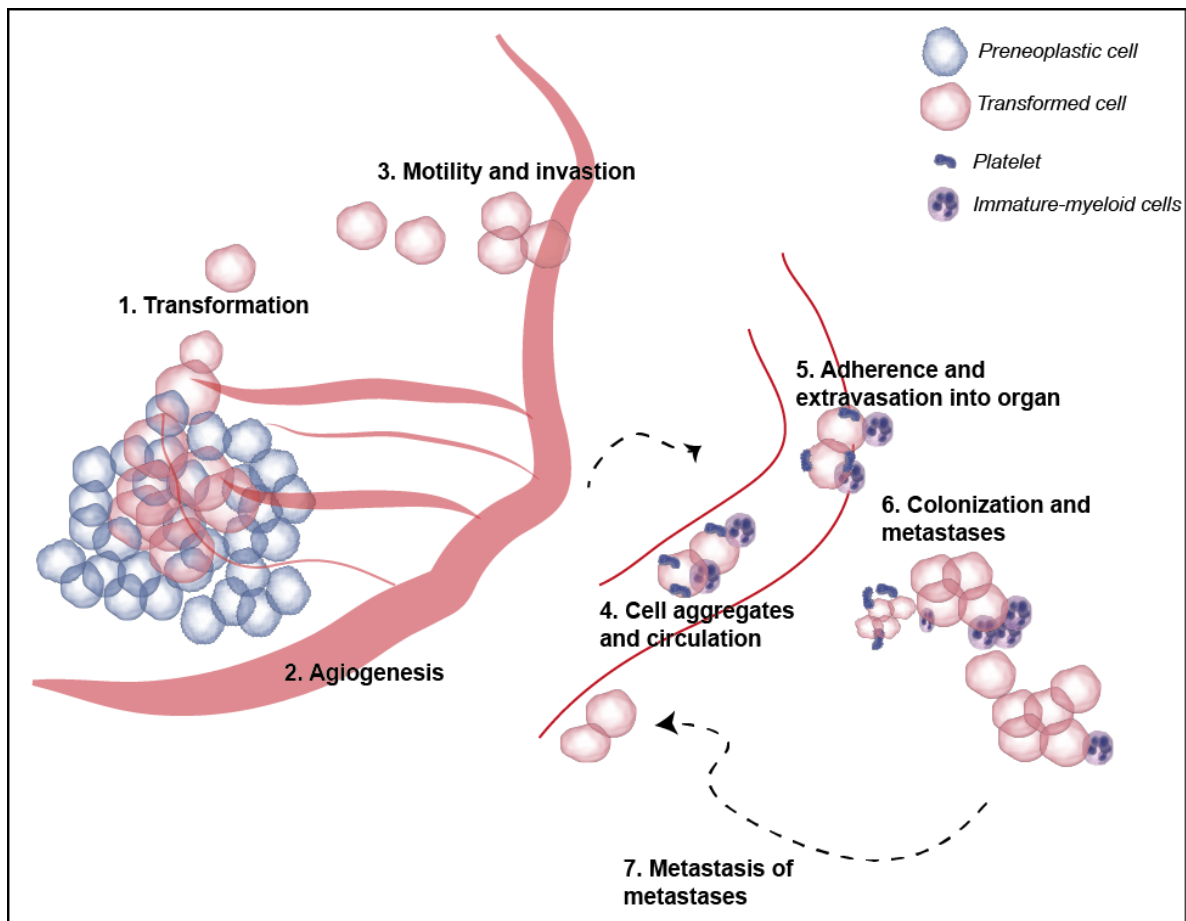 Preneoplastic cell
Transformed cell
Platelet
Immature-myeloid cells
3. Motility and invastion
1. Transformation
5. Adherence and
extravasation into organ
6. Colonization and
metastases
4. Cell aggregates
and circulation
2. Agiogenesis
7. Metastasis of
metastases